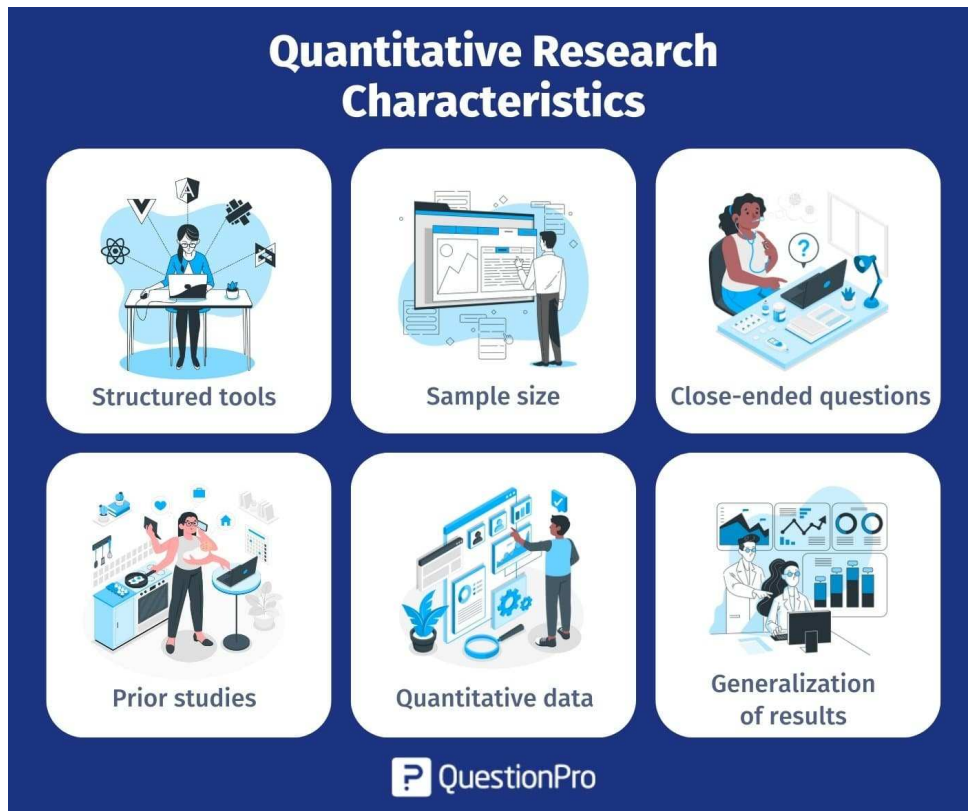 Quantitative Research
Characteristics
Structured tools
Sample size
?
Close-ended questions
Prior studies
Quantitative data
Generalization
of results
? QuestionPro